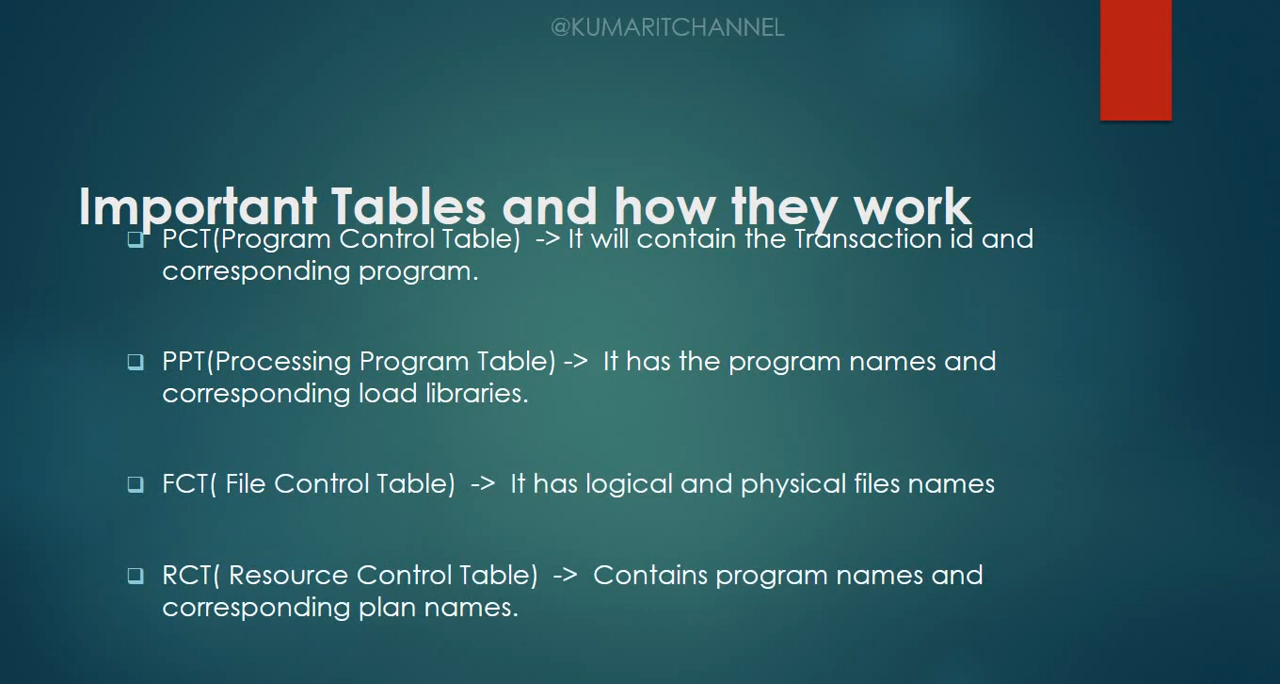 @KUMARITCHANNEL
Important Tables and how they work
PCT(Program Control Table) -> It will contain the Transaction id and
corresponding program.
PPT(Processing Program Table) -> It has the program names and
corresponding load libraries.
FCT( File Control Table) -> It has logical and physical files names
RCT( Resource Control Table) -> Contains program names and
corresponding plan names.